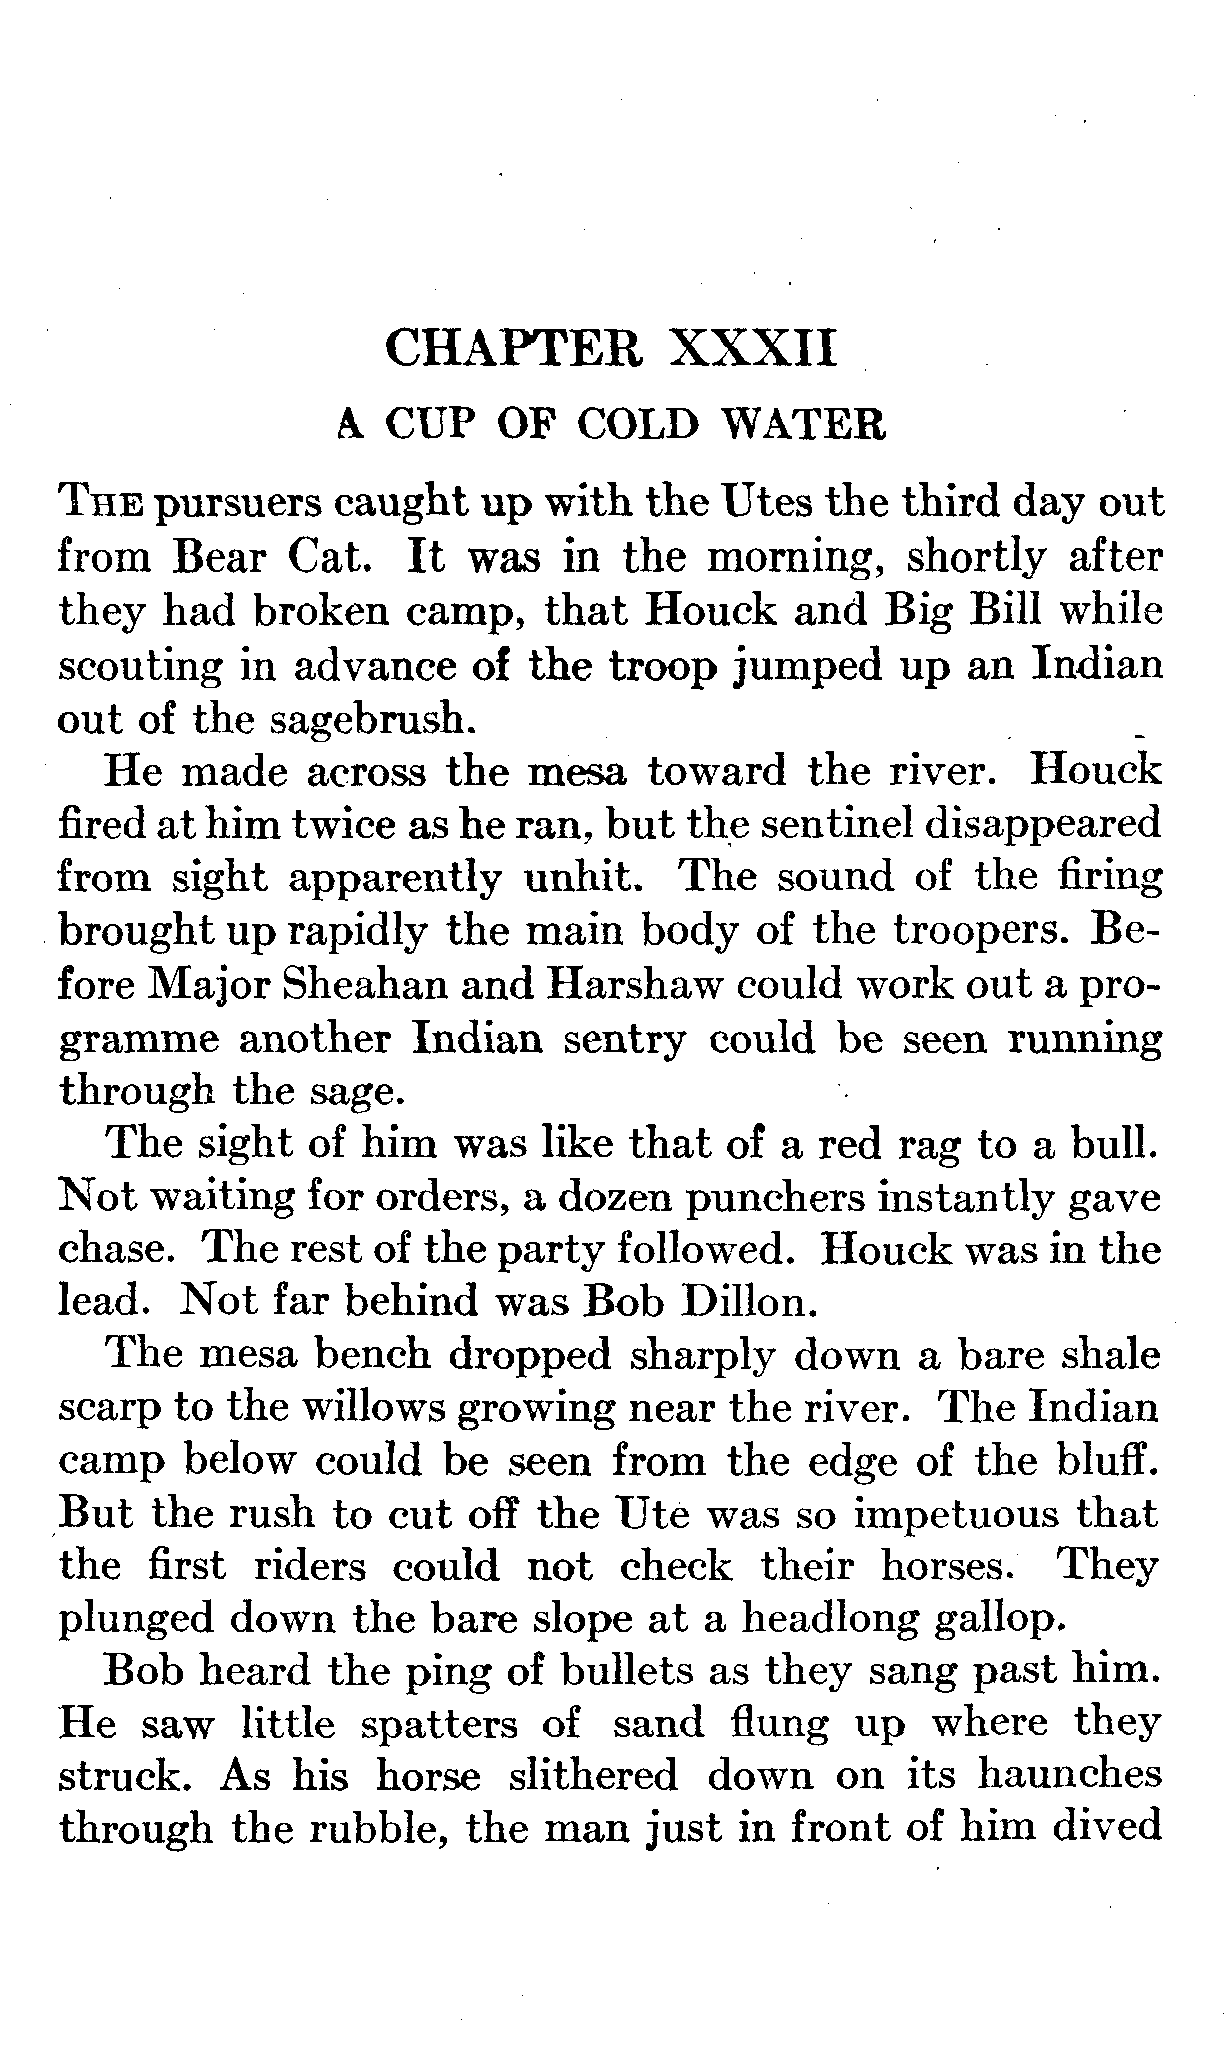 CHAPTER XXXII
A CUP OF COLD WATER
THE pursuers caught up with the Utes the third day out
from Bear Cat. It was in the morning, shortly after
they had broken camp, that Houck and Big Bill while
scouting in advance of the troop jumped up an Indian
out of the sagebrush.
He made across the mesa toward the river. Houck
fired at him twice as he ran, but the sentinel disappeared
from sight apparently unhit. The sound of the firing
brought up rapidly the main body of the troopers. Be-
fore Major Sheahan and Harshaw could work out a pro-
gramme another Indian sentry could be seen running
through the sage.
The sight of him was like that of a red rag to a bull.
Not waiting for orders, a dozen punchers instantly gave
chase. The rest of the party followed. Houck was in the
lead. Not far behind was Bob Dillon.
The mesa bench dropped sharply down a bare shale
scarp to the willows growing near the river. The Indian
camp below could be seen from the edge of the bluff.
But the rush to cut off the Ute was so impetuous that
the first riders could not check their horses. They
plunged down the bare slope at a headlong gallop.
Bob heard the ping of bullets as they sang past him.
He saw little spatters of sand flung up where they
struck. As his horse slithered down on its haunches
through the rubble, the man just in front of him dived